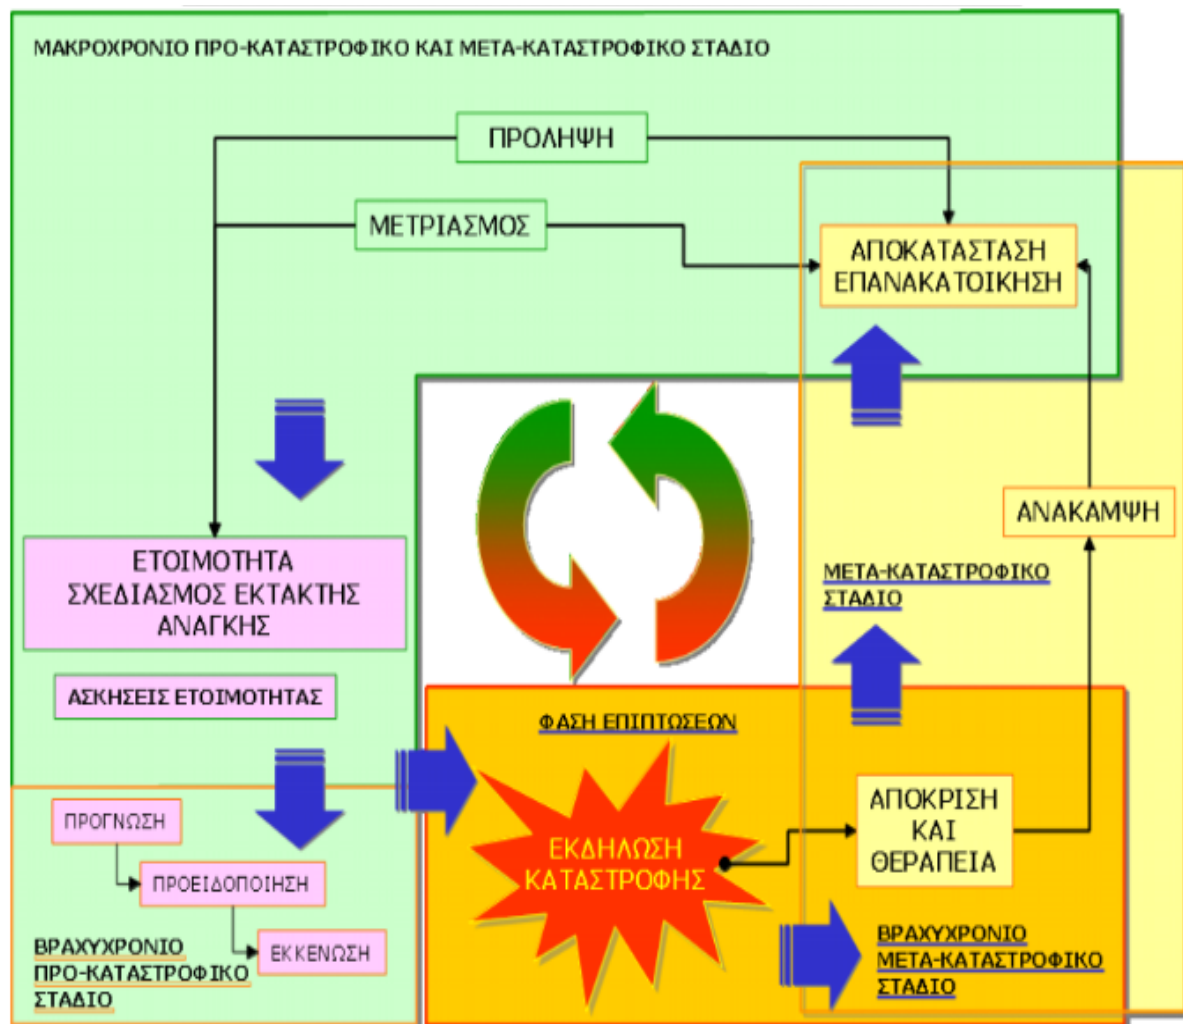 ΜΑΚΡΟΧΡΟΝΙΟ ΠΡΟ-ΚΑΤΑΣΤΡΟΦΙΚΟ ΚΑΙ ΜΕΤΑ-ΚΑΤΑΣΤΡΟΦΙΚΟ ΣΤΑΔΙΟ
ΠΡΟΛΗΨΗ
ΜΕΤΡΙΑΣΜΟΣ
ΑΠΟΚΑΤΑΣΤΑΣΗ
ΕΠΑΝΑΚΑΤΟΙΚΗΣΗ
ΑΝΑΚΑΜΨΗ
ΕΤΟΙΜΟΤΗΤΑ
ΣΧΕΔΙΑΣΜΟΣ ΕΚΤΑΚΤΗΣ
ΑΝΑΓΚΗΣ
ΜΕΤΑ-ΚΑΤΑΣΤΡΟΦΙΚΟ
ΣΤΑΔΙΟ
ΑΣΚΗΣΕΙΣ ΕΤΟΙΜΟΤΗΤΑΣ
ΦΑΣΗ ΕΠΙΠΤΩΣΕΩΝ
ΠΡΟΓΝΩΣΗ
ΠΡΟΕΙΔΟΠΟΙΗΣΗ
ΕΚΚΕΝΩΣΗ
ΒΡΑΧΥΧΡΟΝΙΟ
ΠΡΟ-ΚΑΤΑΣΤΡΟΦΙΚΟ
ΣΤΑΔΙΟ
ΕΚΔΗΛΩΣΗ
ΚΑΤΑΣΤΡΟΦΗΣ
ΑΠΟΚΡΙΣΗ
ΚΑΙ
ΘΕΡΑΠΕΙΑ
ΒΡΑΧΥΧΡΟΝΙΟ
ΜΕΤΑ-ΚΑΤΑΣΤΡΟΦΙΚΟ
ΣΤΑΔΙΟ